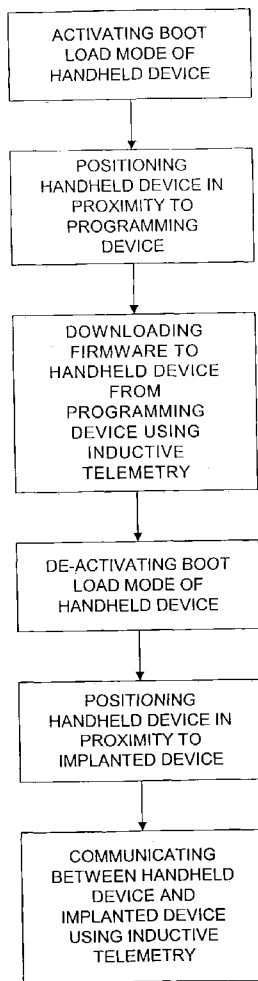 ACTIVATING BOOT
LOAD MODE OF
HANDHELD DEVICE
POSITIONING
HANDHELD DEVICE IN
PROXIMITY TO
PROGRAMMING
DEVICE
DOWNLOADING
FIRMWARE TO
HANDHELD DEVICE
FROM
PROGRAMMING
DEVICE USING
INDUCTIVE
TELEMETRY
DE-ACTIVATING BOOT
LOAD MODE OF
HANDHELD DEVICE
POSITIONING
HANDHELD DEVICE IN
PROXIMITY TO
IMPLANTED DEVICE
COMMUNICATING
BETWEEN HANDHELD
DEVICE AND
IMPLANTED DEVICE
USING INDUCTIVE
TELEMETRY